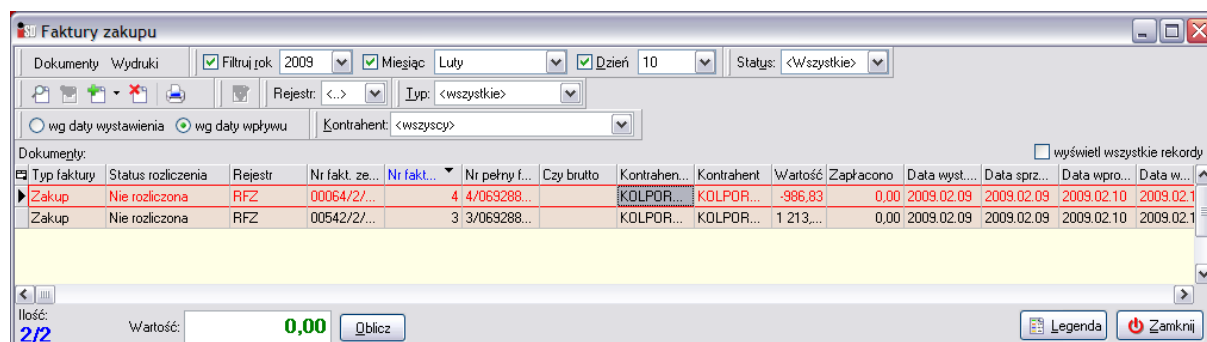 Faktury zakupu
Dokumenty Wydruki Filtruj rok 2009 Miesiąc Luty Dzień 10 Status: <Wszystkie>
Rejestr: <..> Typ: <wszystkie>
wg daty wystawienia wg daty wpływu Kontrahent: <wszyscy>
Dokumenty: wyświetl wszystkie rekordy
Typ faktury Status rozliczenia Rejestr Nr fakt. ze... Nr fakt... Nr pełny f... Czy brutto Kontrahen... Kontrahent Wartość Zapłacono Data wyst.... Data sprz... Data wpro... Data w...
Zakup Nie rozliczona RFZ 00064/2/... 4 4/069288... KOLPOR... KOLPOR... -986,83 0,00 2009.02.09 2009.02.09 2009.02.10 2009.02.1
Zakup Nie rozliczona RFZ 00542/2/... 3 3/069288... KOLPOR... KOLPOR... 1 213,... 0,00 2009.02.09 2009.02.09 2009.02.10 2009.02.1
Ilość:
2/2 Wartość: 0,00 Oblicz Legenda Zamknij